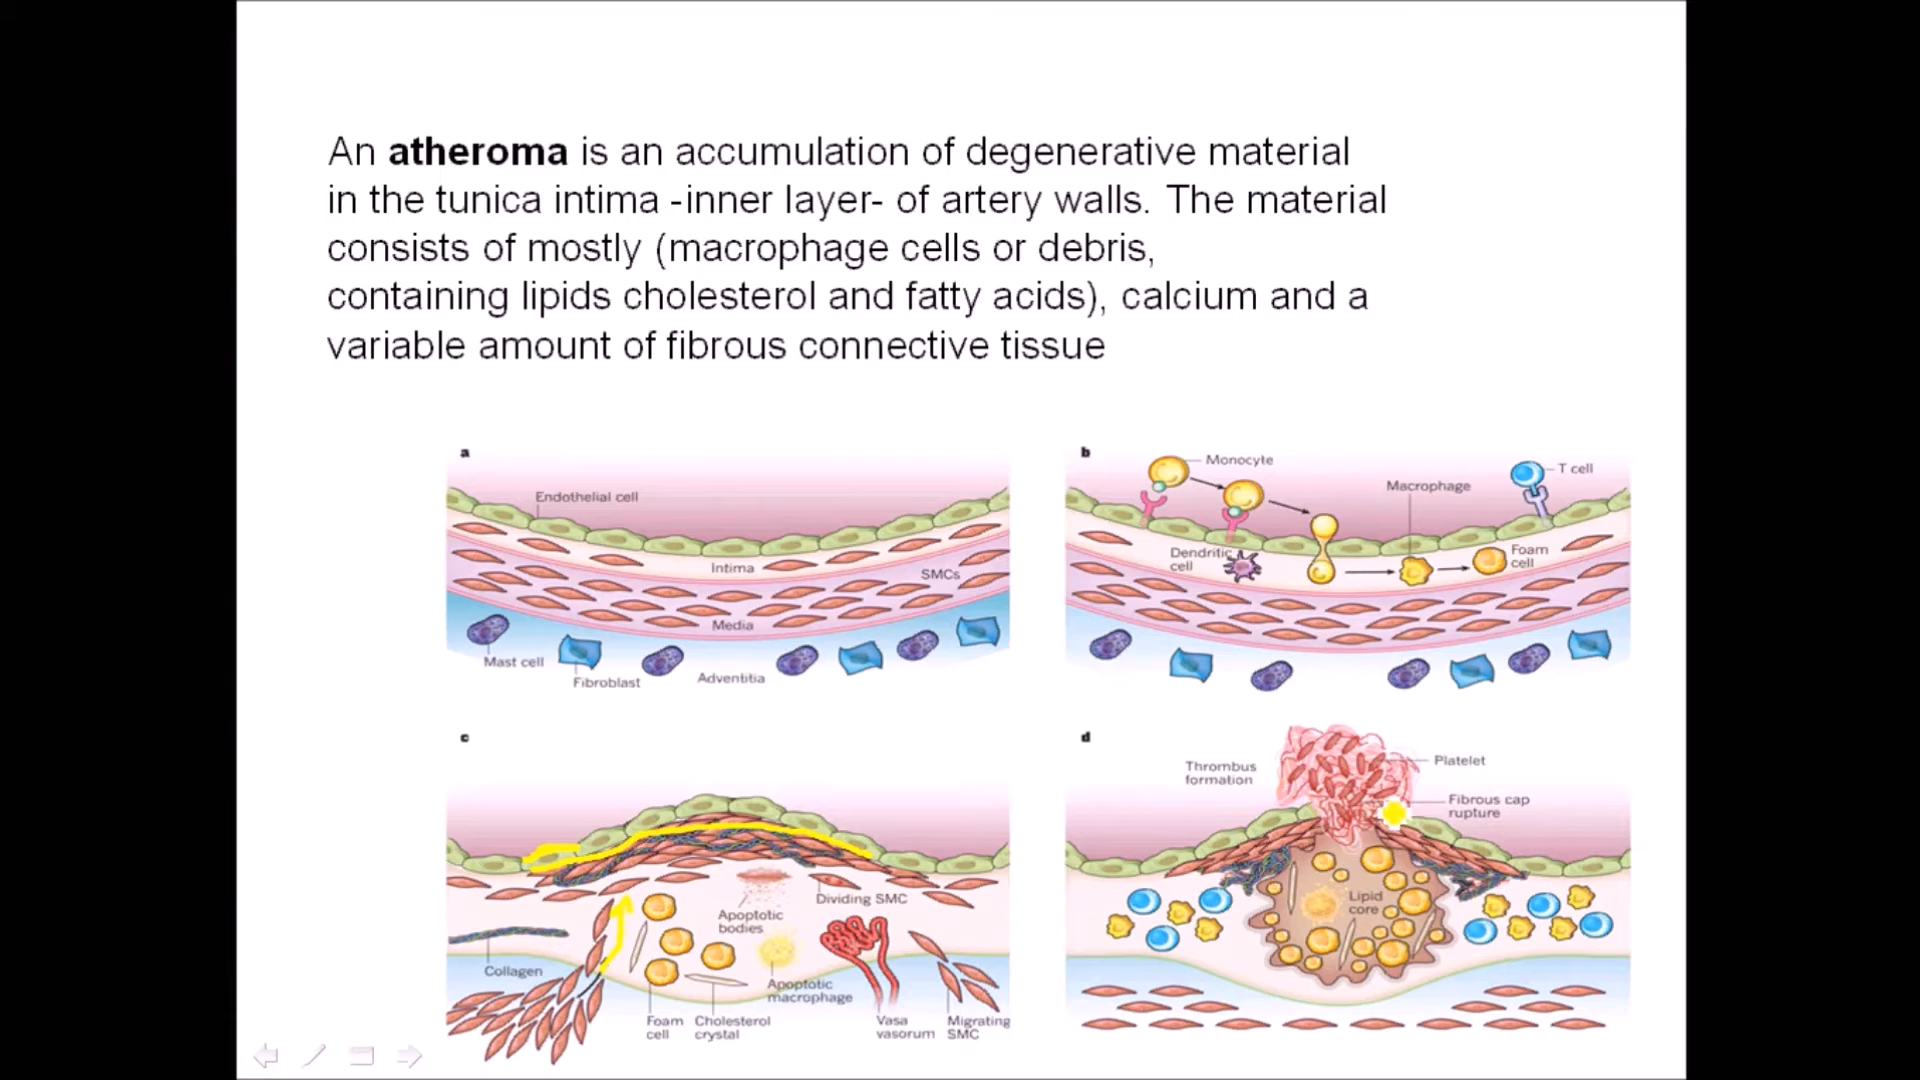 An atheroma is an accumulation of degenerative material
in the tunica intima -inner layer- of artery walls. The material
consists of mostly (macrophage cells or debris,
containing lipids cholesterol and fatty acids), calcium and a
variable amount of fibrous connective tissue
a
Endothelial cell
Intima
SMCs
Media
Mast cell
Fibroblast
Adventitia
b
Monocyte
T cell
Macrophage
Dendritic
cell
Foam
cell
c
Apoptotic
bodies
Dividing SMC
Collagen
Apoptotic
macrophage
Foam
cell
Cholesterol
crystal
Vasa
vasorum
Migrating
SMC
d
Thrombus
formation
Platelet
Fibrous cap
rupture
Lipid
core